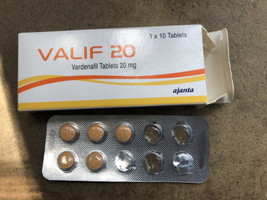 1 x 10 Tablets
VALIF 20
Vardenafil Tablets 20 mg
ajanta